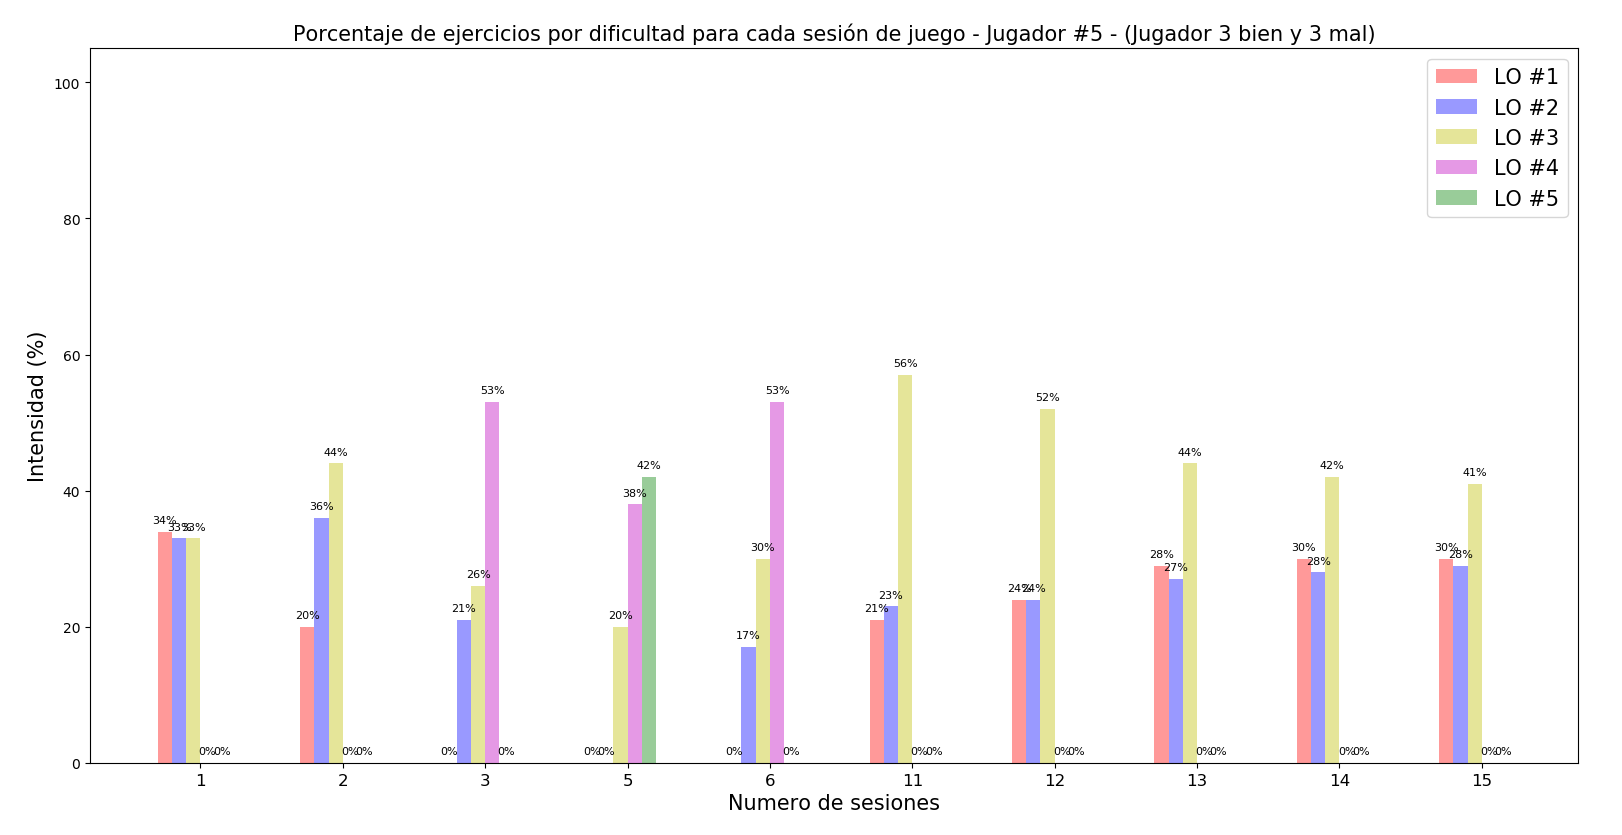 Porcentaje de ejercicios por dificultad para cada sesión de juego - Jugador #5 - (Jugador 3 bien y 3 mal)
LO #1
LO #2
LO #3
LO #4
LO #5
Intensidad (%)
100
80
60
40
20
0
34% 33% 33% 0% 0%
20% 36% 44% 0% 0%
0% 21% 26% 53% 0%
0% 0% 20% 38% 42%
0% 17% 30% 53% 0%
21% 23% 56% 0% 0%
24% 24% 52% 0% 0%
28% 27% 44% 0% 0%
30% 28% 42% 0% 0%
30% 28% 41% 0% 0%
1 2 3 5 6 11 12 13 14 15
Numero de sesiones